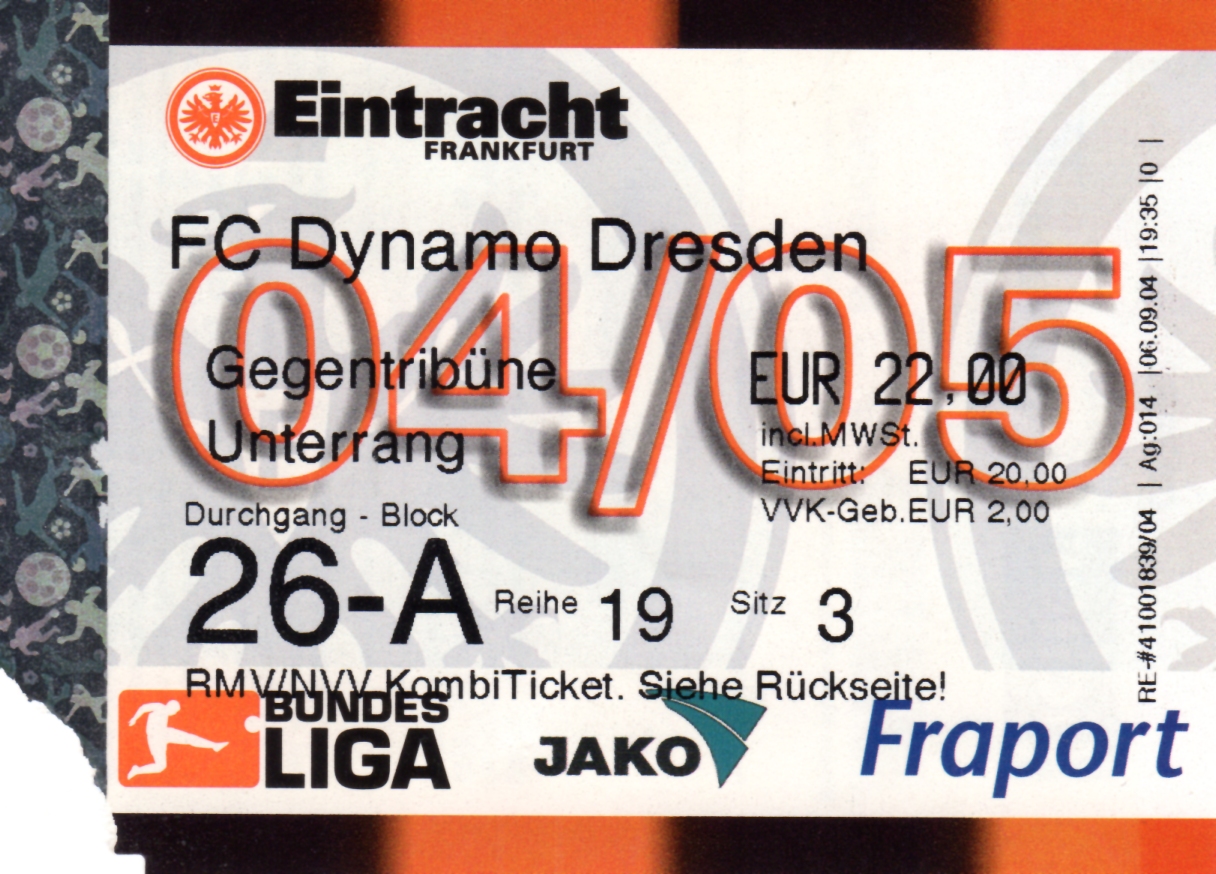 Eintracht
FRANKFURT
FC Dynamo Dresden
04/05
Gegentribüne
Unterrang
EUR 22,00
incl.MWSt.
Eintritt: EUR 20,00
VVK-Geb.EUR 2,00
Durchgang - Block
26-A Reihe 19 Sitz 3
RMV/NVV KombiTicket. Siehe Rückseite!
BUNDES
LIGA
JAKO
Fraport
RE-#41001839/04 | Ag:014 |06.09.04 |19:35 |0 |